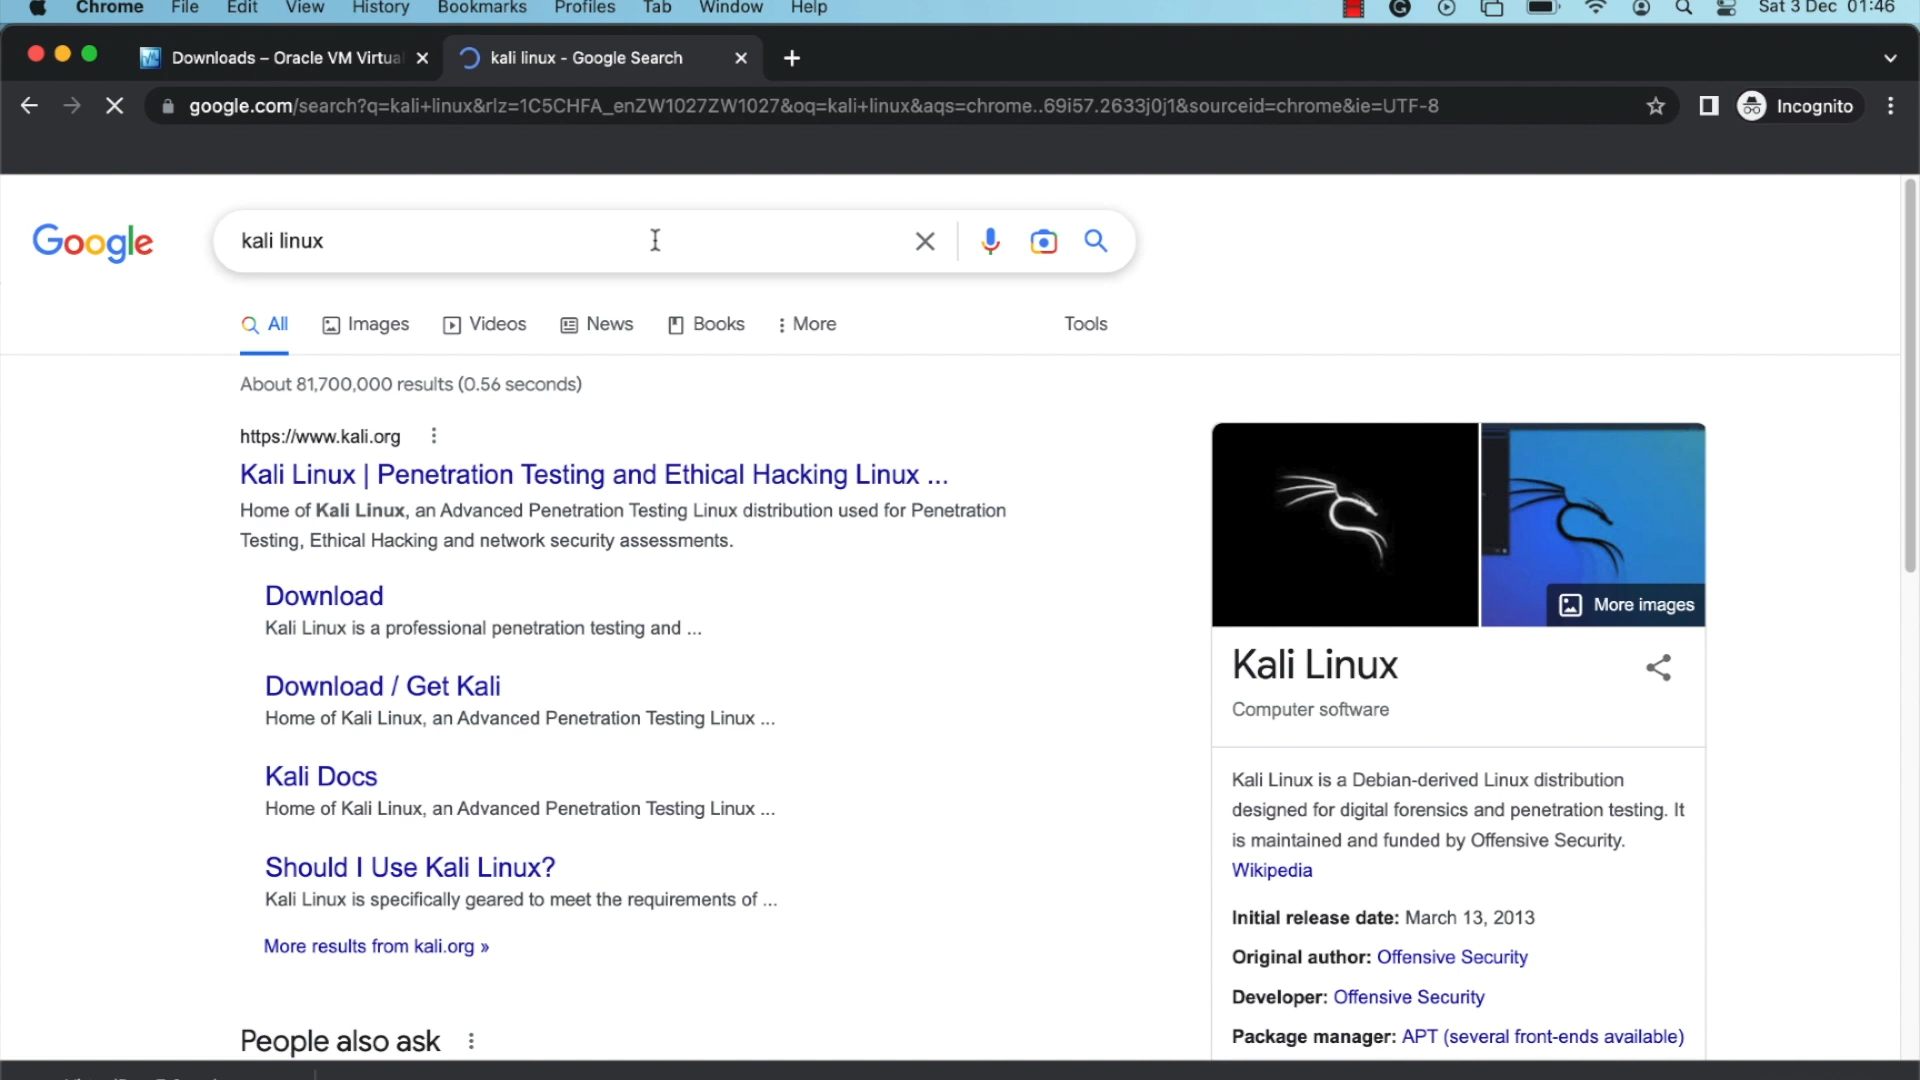 Chrome File Edit View History Bookmarks Profiles Tab Window Help Sat 3 Dec 01:46
Downloads – Oracle VM Virtual kali linux - Google Search
google.com/search?q=kali+linux&rlz=1C5CHFA_enZW1027ZW1027&oq=kali+linux&aqs=chrome..69i57.2633j0j1&sourceid=chrome&ie=UTF-8 Incognito
Google kali linux
All Images Videos News Books More Tools
About 81,700,000 results (0.56 seconds)
https://www.kali.org
Kali Linux | Penetration Testing and Ethical Hacking Linux ...
Home of Kali Linux, an Advanced Penetration Testing Linux distribution used for Penetration
Testing, Ethical Hacking and network security assessments.
Download
Kali Linux is a professional penetration testing and ...
Download / Get Kali
Home of Kali Linux, an Advanced Penetration Testing Linux ...
Kali Docs
Home of Kali Linux, an Advanced Penetration Testing Linux ...
Should I Use Kali Linux?
Kali Linux is specifically geared to meet the requirements of ...
More results from kali.org »
People also ask
More images
Kali Linux
Computer software
Kali Linux is a Debian-derived Linux distribution
designed for digital forensics and penetration testing. It
is maintained and funded by Offensive Security.
Wikipedia
Initial release date: March 13, 2013
Original author: Offensive Security
Developer: Offensive Security
Package manager: APT (several front-ends available)